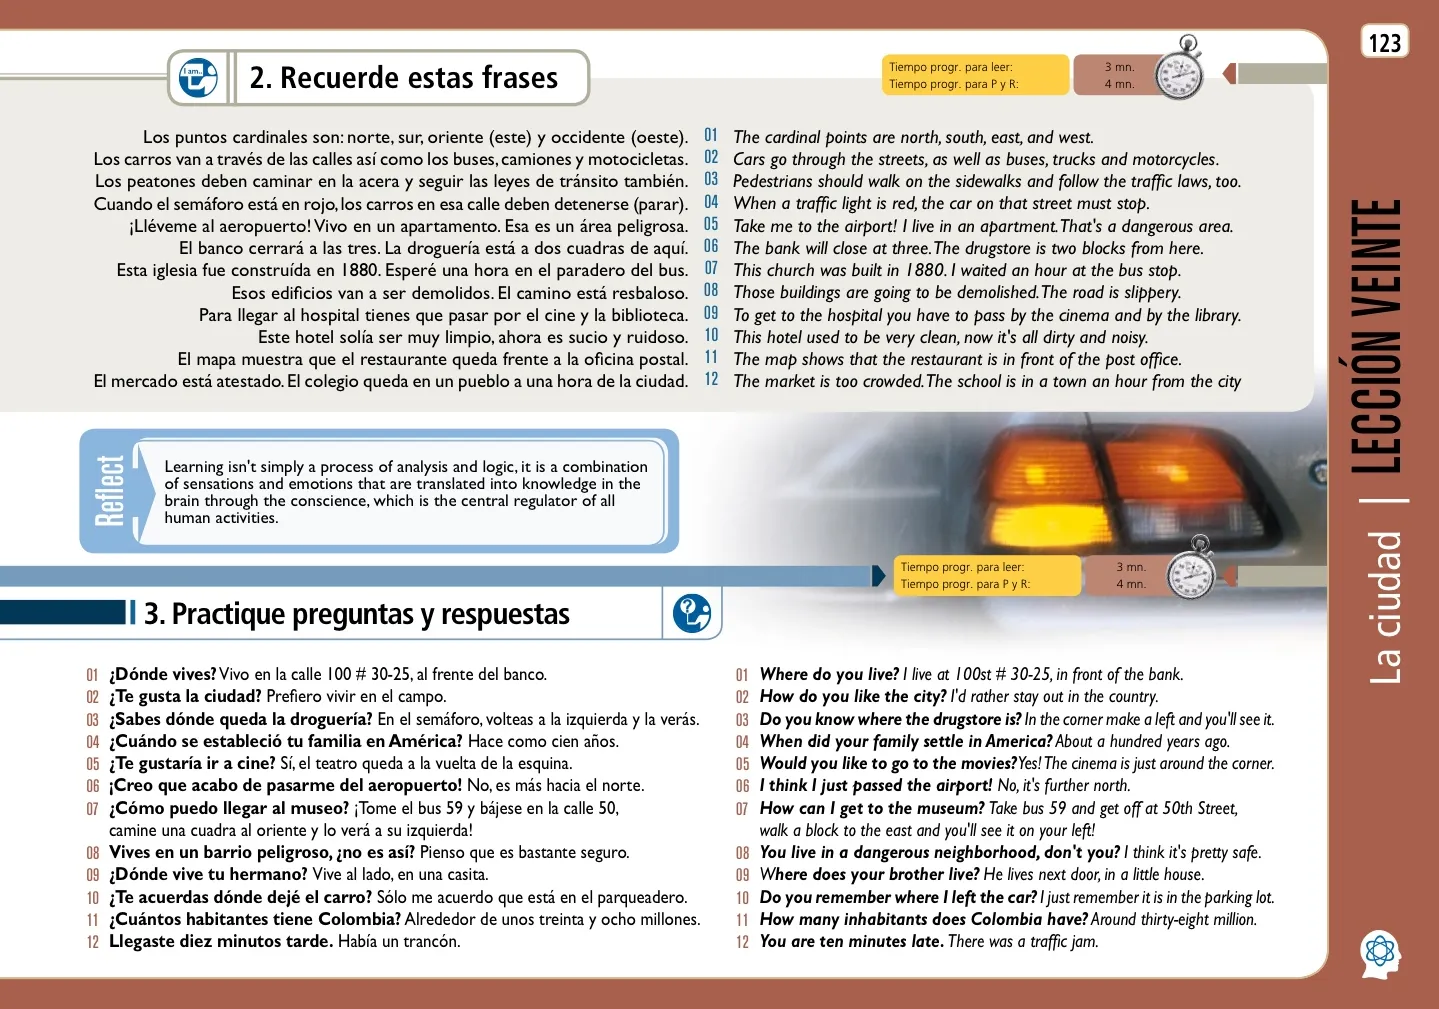 123
I am...
2. Recuerde estas frases
Tiempo progr. para leer: 3 mn.
Tiempo progr. para P y R: 4 mn.
Los puntos cardinales son: norte, sur, oriente (este) y occidente (oeste). 01 The cardinal points are north, south, east, and west.
Los carros van a través de las calles así como los buses, camiones y motocicletas. 02 Cars go through the streets, as well as buses, trucks and motorcycles.
Los peatones deben caminar en la acera y seguir las leyes de tránsito también. 03 Pedestrians should walk on the sidewalks and follow the traffic laws, too.
Cuando el semáforo está en rojo, los carros en esa calle deben detenerse (parar). 04 When a traffic light is red, the car on that street must stop.
¡Lléveme al aeropuerto! Vivo en un apartamento. Esa es un área peligrosa. 05 Take me to the airport! I live in an apartment. That's a dangerous area.
El banco cerrará a las tres. La droguería está a dos cuadras de aquí. 06 The bank will close at three. The drugstore is two blocks from here.
Esta iglesia fue construída en 1880. Esperé una hora en el paradero del bus. 07 This church was built in 1880. I waited an hour at the bus stop.
Esos edificios van a ser demolidos. El camino está resbaloso. 08 Those buildings are going to be demolished. The road is slippery.
Para llegar al hospital tienes que pasar por el cine y la biblioteca. 09 To get to the hospital you have to pass by the cinema and by the library.
Este hotel solía ser muy limpio, ahora es sucio y ruidoso. 10 This hotel used to be very clean, now it's all dirty and noisy.
El mapa muestra que el restaurante queda frente a la oficina postal. 11 The map shows that the restaurant is in front of the post office.
El mercado está atestado. El colegio queda en un pueblo a una hora de la ciudad. 12 The market is too crowded. The school is in a town an hour from the city
Reflect
Learning isn't simply a process of analysis and logic, it is a combination
of sensations and emotions that are translated into knowledge in the
brain through the conscience, which is the central regulator of all
human activities.
Tiempo progr. para leer: 3 mn.
Tiempo progr. para P y R: 4 mn.
3. Practique preguntas y respuestas
?
01 ¿Dónde vives? Vivo en la calle 100 # 30-25, al frente del banco.
02 ¿Te gusta la ciudad? Prefiero vivir en el campo.
03 ¿Sabes dónde queda la droguería? En el semáforo, volteas a la izquierda y la verás.
04 ¿Cuándo se estableció tu familia en América? Hace como cien años.
05 ¿Te gustaría ir a cine? Sí, el teatro queda a la vuelta de la esquina.
06 ¡Creo que acabo de pasarme del aeropuerto! No, es más hacia el norte.
07 ¿Cómo puedo llegar al museo? ¡Tome el bus 59 y bájese en la calle 50,
camine una cuadra al oriente y lo verá a su izquierda!
08 Vives en un barrio peligroso, ¿no es así? Pienso que es bastante seguro.
09 ¿Dónde vive tu hermano? Vive al lado, en una casita.
10 ¿Te acuerdas dónde dejé el carro? Sólo me acuerdo que está en el parqueadero.
11 ¿Cuántos habitantes tiene Colombia? Alrededor de unos treinta y ocho millones.
12 Llegaste diez minutos tarde. Había un trancón.
01 Where do you live? I live at 100st # 30-25, in front of the bank.
02 How do you like the city? I'd rather stay out in the country.
03 Do you know where the drugstore is? In the corner make a left and you'll see it.
04 When did your family settle in America? About a hundred years ago.
05 Would you like to go to the movies? Yes! The cinema is just around the corner.
06 I think I just passed the airport! No, it's further north.
07 How can I get to the museum? Take bus 59 and get off at 50th Street,
walk a block to the east and you'll see it on your left!
08 You live in a dangerous neighborhood, don't you? I think it's pretty safe.
09 Where does your brother live? He lives next door, in a little house.
10 Do you remember where I left the car? I just remember it is in the parking lot.
11 How many inhabitants does Colombia have? Around thirty-eight million.
12 You are ten minutes late. There was a traffic jam.
La ciudad | LECCIÓN VEINTE